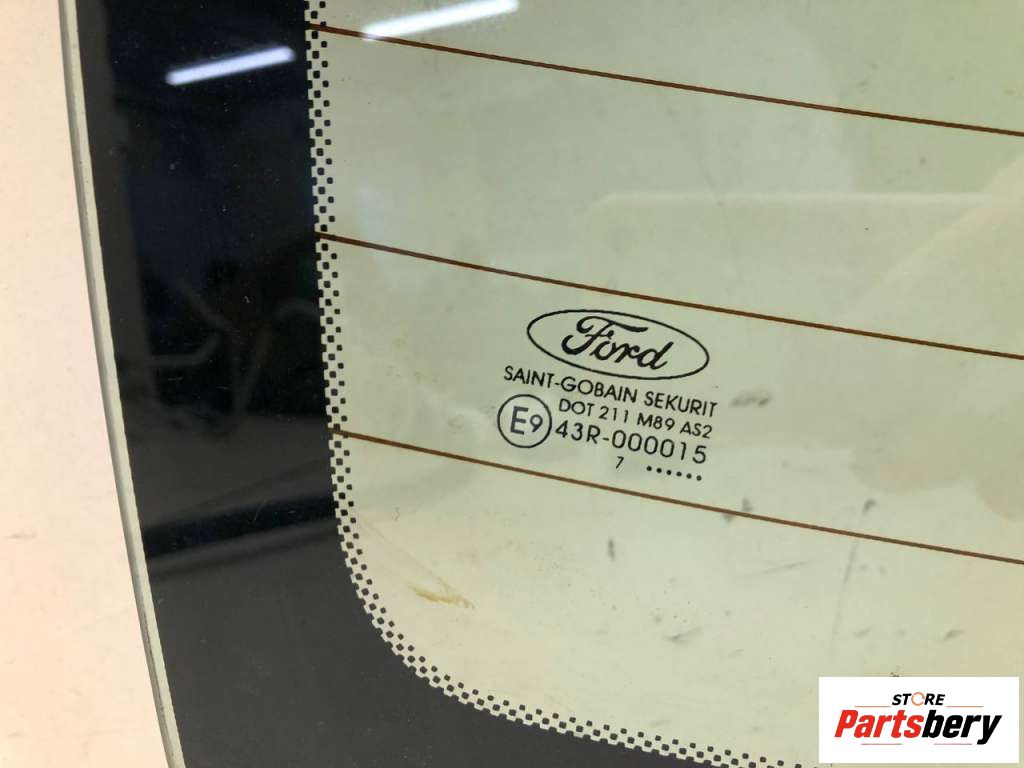 Ford
SAINT-GOBAIN SEKURIT
DOT 211 M89 AS2
E9 43R-000015
7 ......
STORE
Partsbery